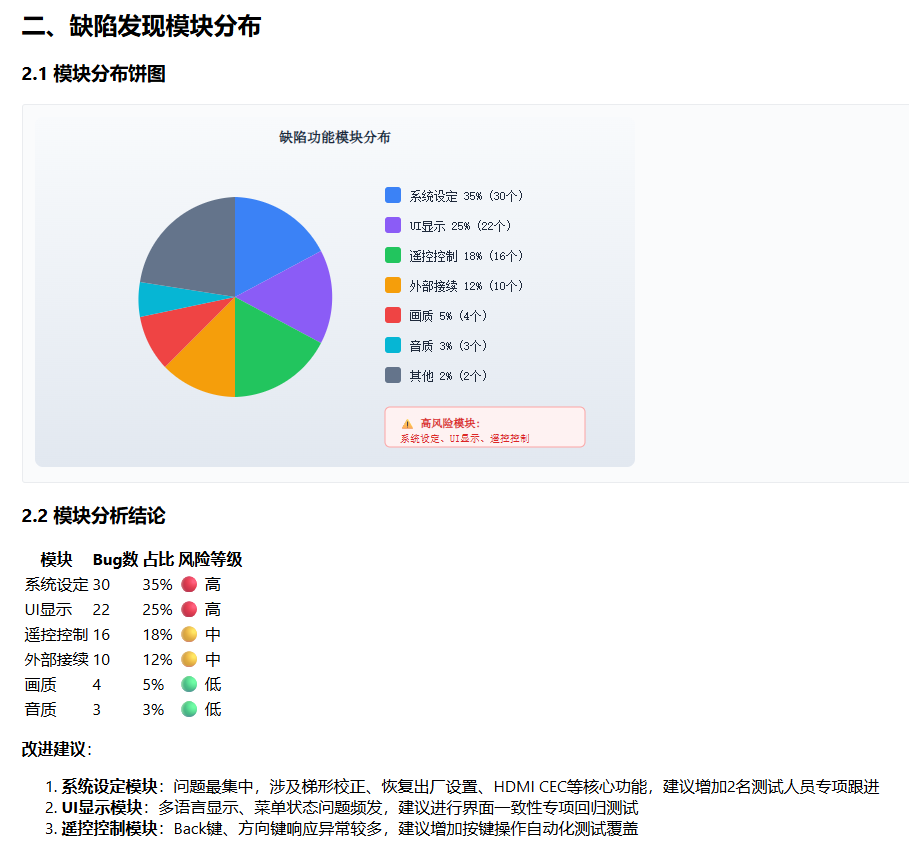 二、缺陷发现模块分布
2.1 模块分布饼图
缺陷功能模块分布
系统设定 35% (30个)
UI显示 25% (22个)
遥控控制 18% (16个)
外部接续 12% (10个)
画质 5% (4个)
音质 3% (3个)
其他 2% (2个)
⚠️ 高风险模块:
系统设定、UI显示、遥控控制
2.2 模块分析结论
模块 Bug数 占比 风险等级
系统设定 30 35% 🔴 高
UI显示 22 25% 🔴 高
遥控控制 16 18% 🟡 中
外部接续 10 12% 🟡 中
画质 4 5% 🟢 低
音质 3 3% 🟢 低
改进建议：
1. 系统设定模块：问题最集中，涉及梯形校正、恢复出厂设置、HDMI CEC等核心功能，建议增加2名测试人员专项跟进
2. UI显示模块：多语言显示、菜单状态问题频发，建议进行界面一致性专项回归测试
3. 遥控控制模块：Back键、方向键响应异常较多，建议增加按键操作自动化测试覆盖